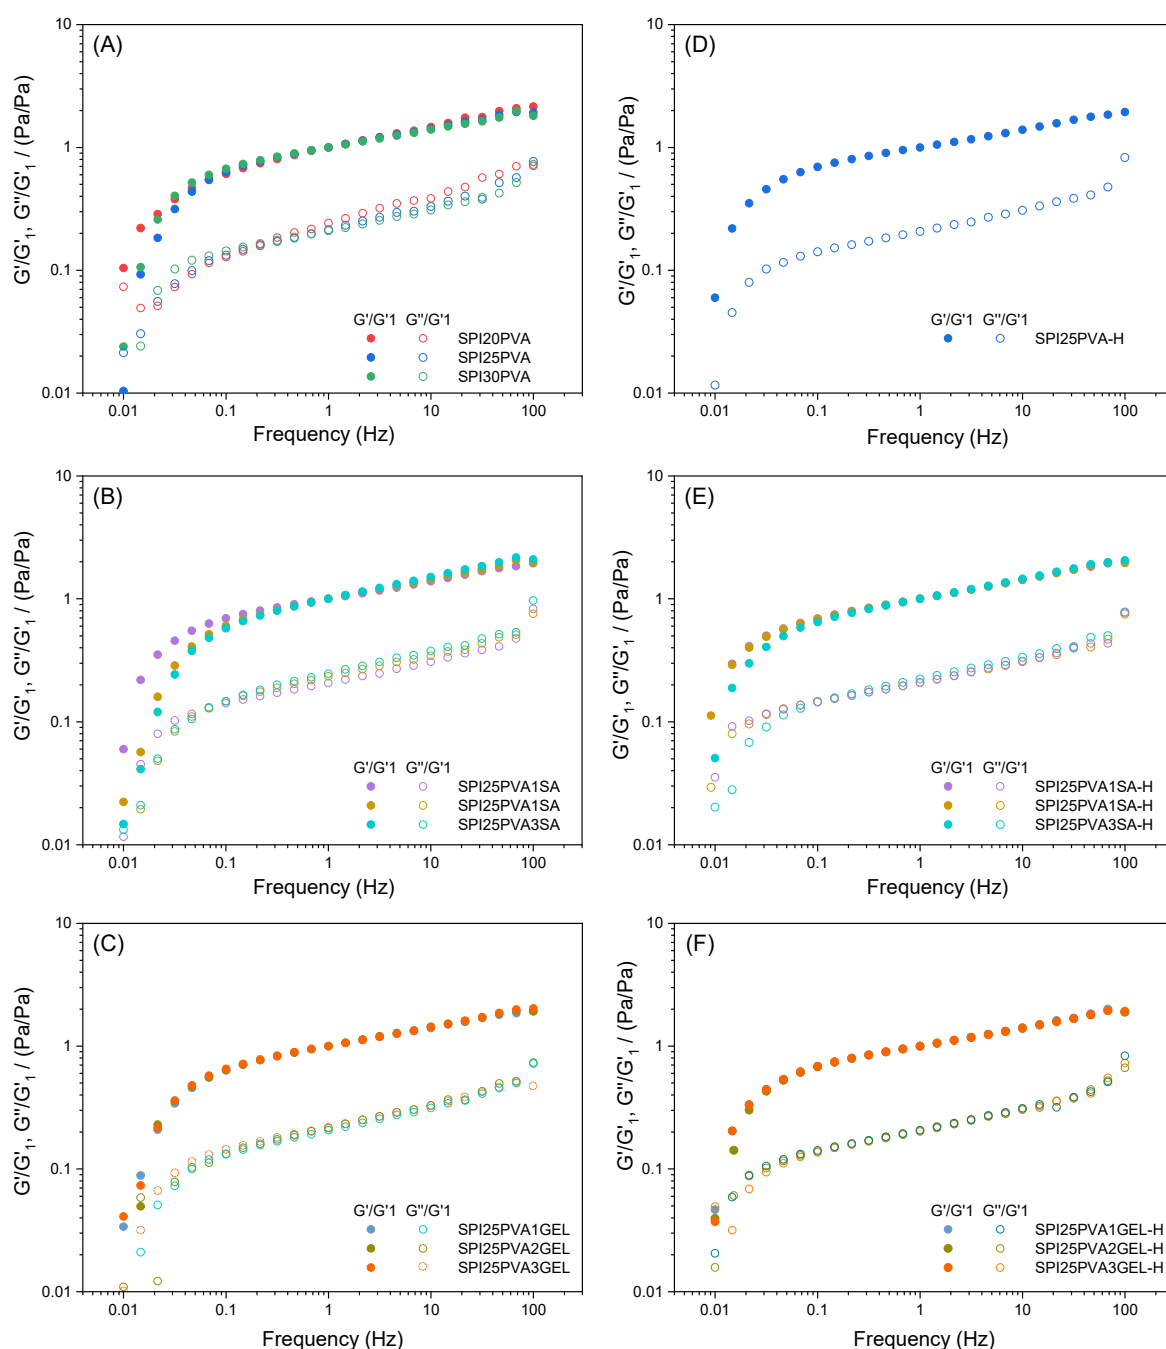 (A)
10
1
0.1
0.01
G'/G'₁, G''/G'₁ / (Pa/Pa)
G'/G'1 G''/G'1
SPI20PVA
SPI25PVA
SPI30PVA
0.01 0.1 1 10 100
Frequency (Hz)
(D)
10
1
0.1
0.01
G'/G'₁, G''/G'₁ / (Pa/Pa)
G'/G'1 G''/G'1
SPI25PVA-H
0.01 0.1 1 10 100
Frequency (Hz)
(B)
10
1
0.1
0.01
G'/G'₁, G''/G'₁ / (Pa/Pa)
G'/G'1 G''/G'1
SPI25PVA1SA
SPI25PVA1SA
SPI25PVA3SA
0.01 0.1 1 10 100
Frequency (Hz)
(E)
10
1
0.1
0.01
G'/G'₁, G''/G'₁ / (Pa/Pa)
G'/G'1 G''/G'1
SPI25PVA1SA-H
SPI25PVA1SA-H
SPI25PVA3SA-H
0.01 0.1 1 10 100
Frequency (Hz)
(C)
10
1
0.1
0.01
G'/G'₁, G''/G'₁ / (Pa/Pa)
G'/G'1 G''/G'1
SPI25PVA1GEL
SPI25PVA2GEL
SPI25PVA3GEL
0.01 0.1 1 10 100
Frequency (Hz)
(F)
10
1
0.1
0.01
G'/G'₁, G''/G'₁ / (Pa/Pa)
G'/G'1 G''/G'1
SPI25PVA1GEL-H
SPI25PVA2GEL-H
SPI25PVA3GEL-H
0.01 0.1 1 10 100
Frequency (Hz)